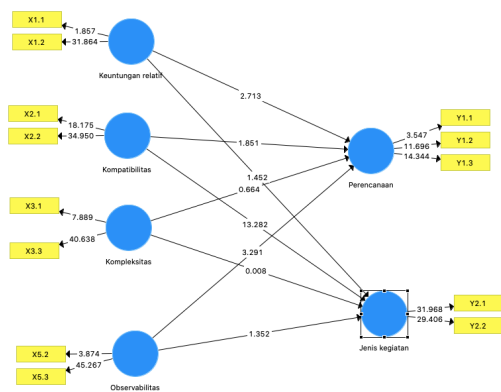 X1.1
1.857
X1.2
31.864
Keuntungan relatif
2.713
X2.1
18.175
X2.2
34.950
Kompatibilitas
1.851
1.452
Y1.1
3.547
Y1.2
11.696
Y1.3
14.344
Perencanaan
0.664
X3.1
7.889
X3.3
40.638
Kompleksitas
13.282
3.291
0.008
Y2.1
31.968
Y2.2
29.406
Jenis kegiatan
1.352
X5.2
3.874
X5.3
45.267
Observabilitas